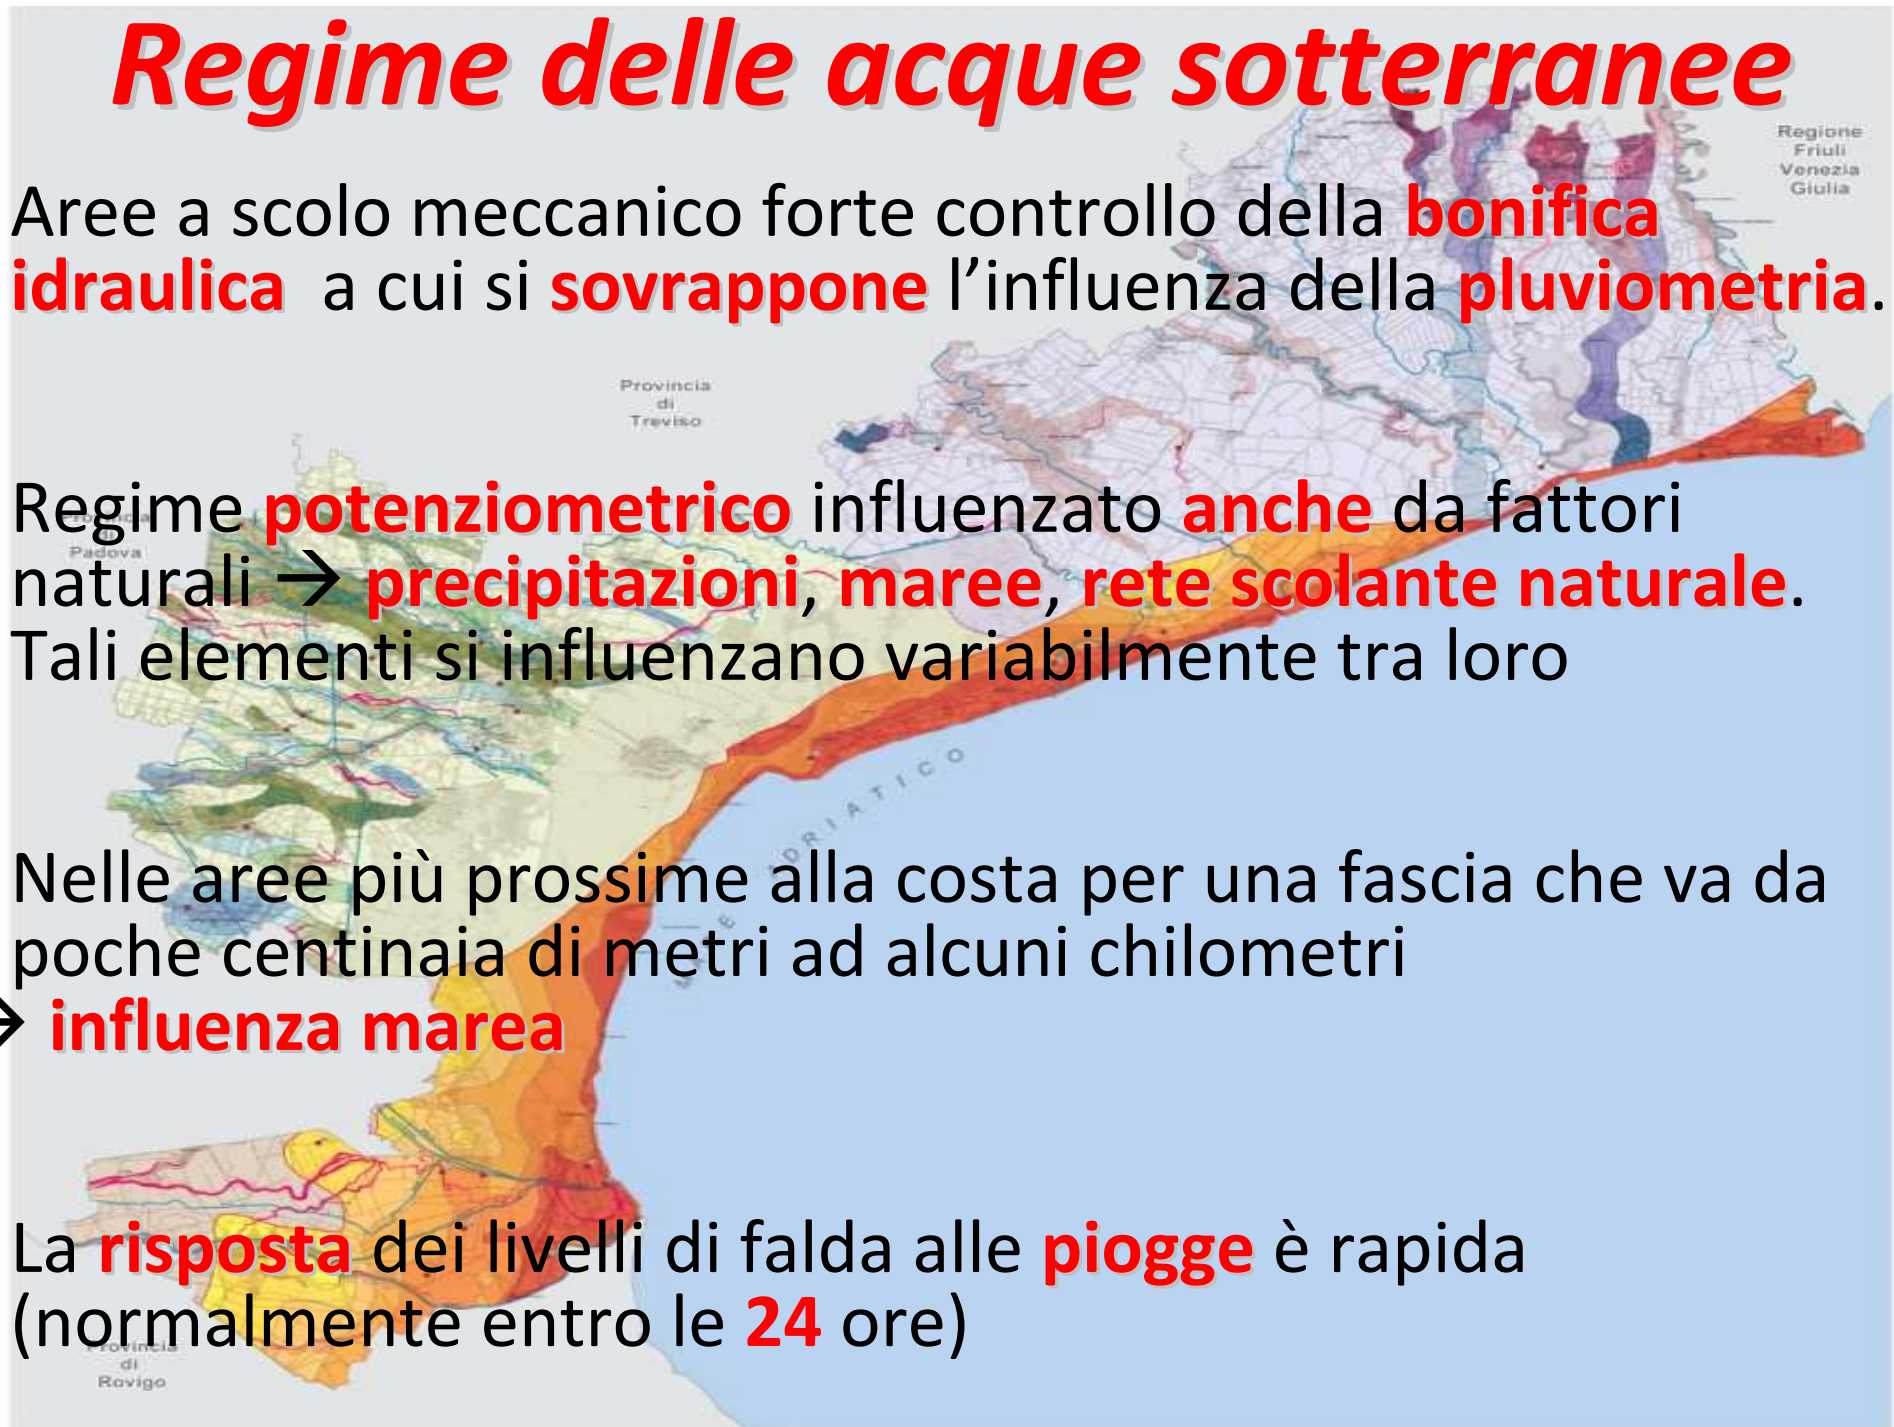 Regime delle acque sotterranee
Regione
Friuli
Venezia
Giulia
Aree a scolo meccanico forte controllo della bonifica
idraulica a cui si sovrappone l’influenza della pluviometria.
Provincia
di
Treviso
Regime potenziometrico influenzato anche da fattori
Provincia
di
Padova
naturali → precipitazioni, maree, rete scolante naturale.
Tali elementi si influenzano variabilmente tra loro
MARE ADRIATICO
Nelle aree più prossime alla costa per una fascia che va da
poche centinaia di metri ad alcuni chilometri
→ influenza marea
La risposta dei livelli di falda alle piogge è rapida
(normalmente entro le 24 ore)
Provincia
di
Rovigo